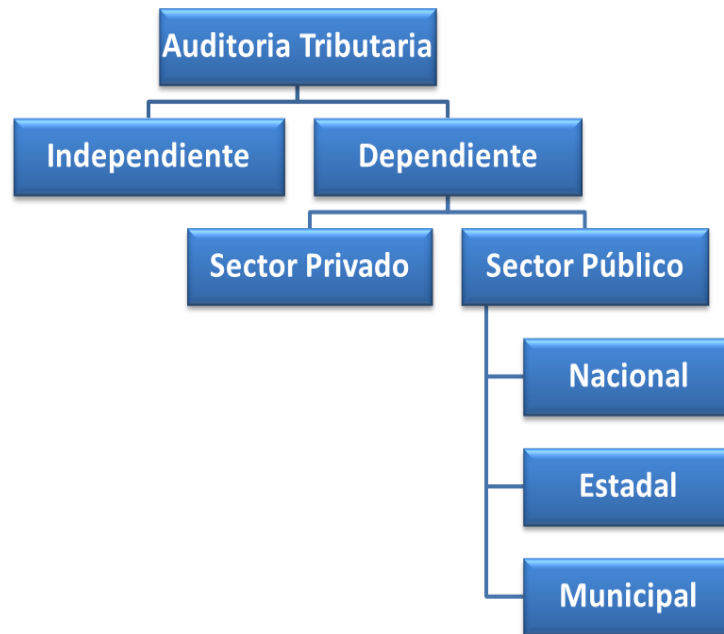 Auditoria Tributaria
Independiente
Dependiente
Sector Privado
Sector Público
Nacional
Estadal
Municipal